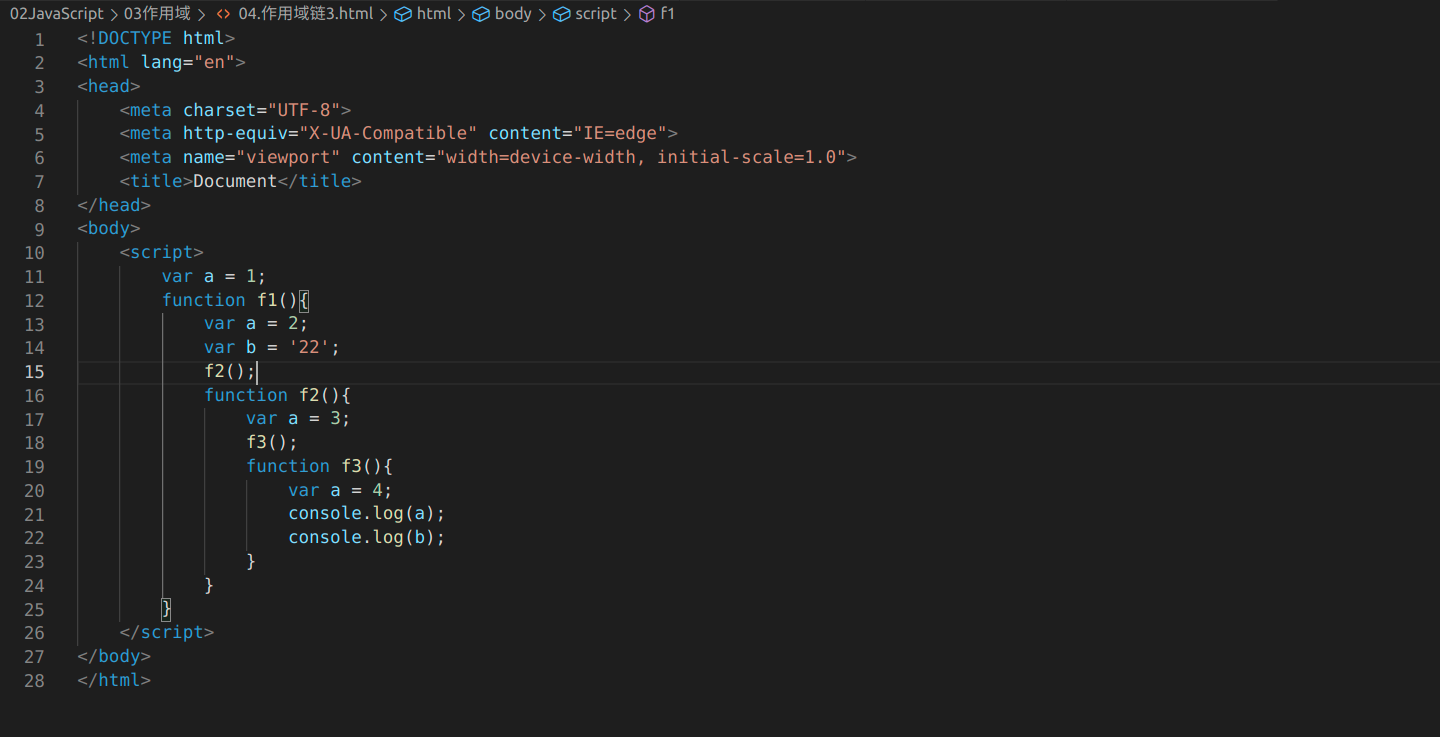 02JavaScript > 03作用域 > <> 04.作用域链3.html > html > body > script > f1
1 <!DOCTYPE html>
2 <html lang="en">
3 <head>
4     <meta charset="UTF-8">
5     <meta http-equiv="X-UA-Compatible" content="IE=edge">
6     <meta name="viewport" content="width=device-width, initial-scale=1.0">
7     <title>Document</title>
8 </head>
9 <body>
10     <script>
11         var a = 1;
12         function f1(){
13             var a = 2;
14             var b = '22';
15             f2();
16             function f2(){
17                 var a = 3;
18                 f3();
19                 function f3(){
20                     var a = 4;
21                     console.log(a);
22                     console.log(b);
23                 }
24             }
25         }
26     </script>
27 </body>
28 </html>